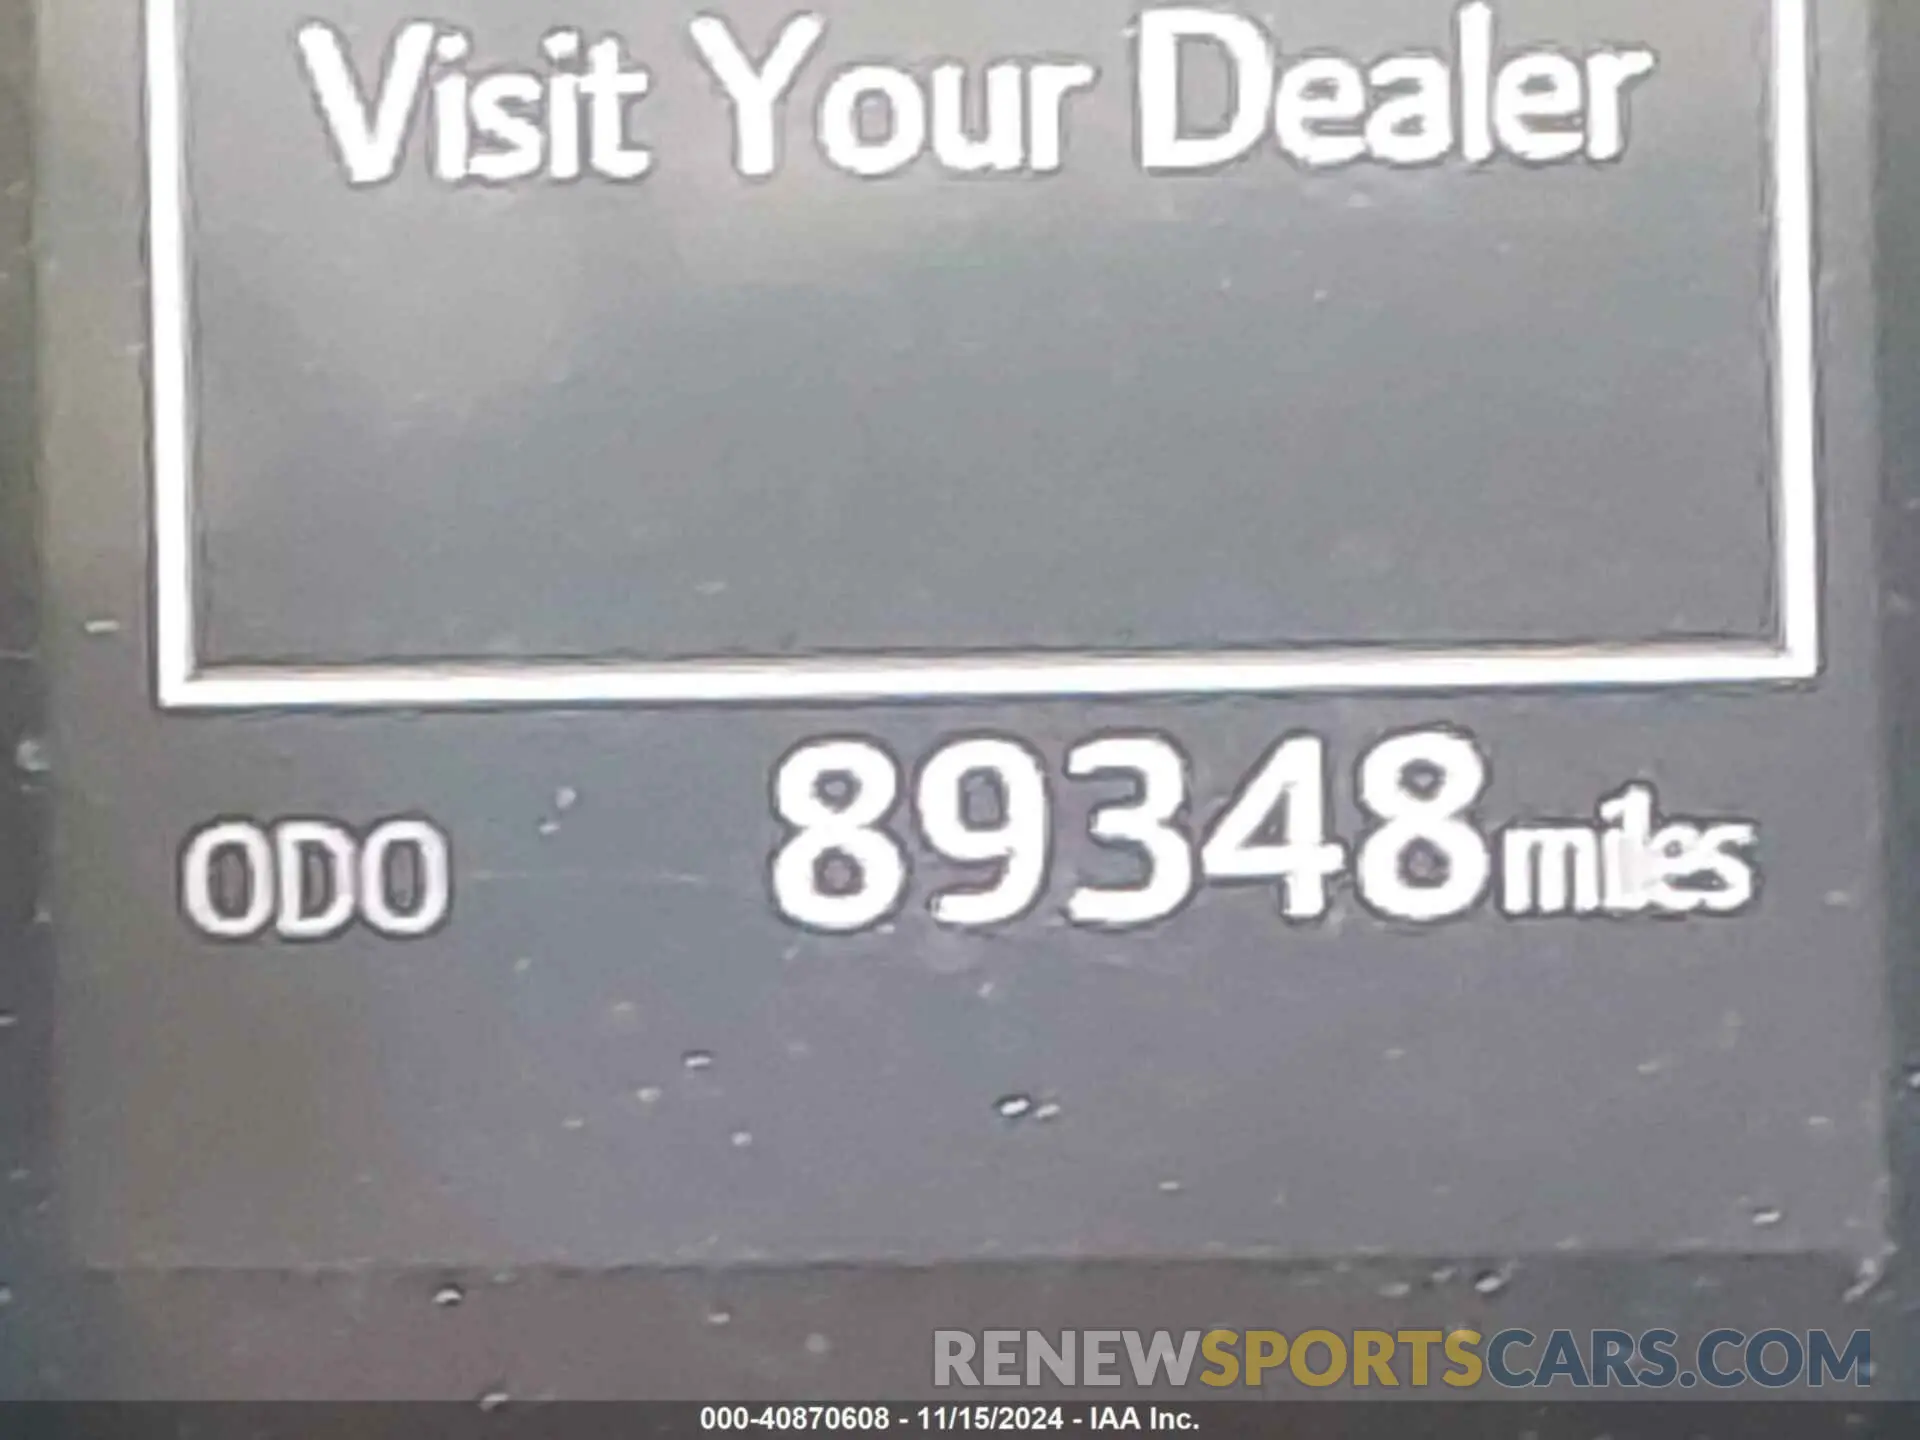 Visit Your Dealer
ODO 89348 miles
RENEWSPORTSCARS.COM
000-40870608 - 11/15/2024 - IAA Inc.